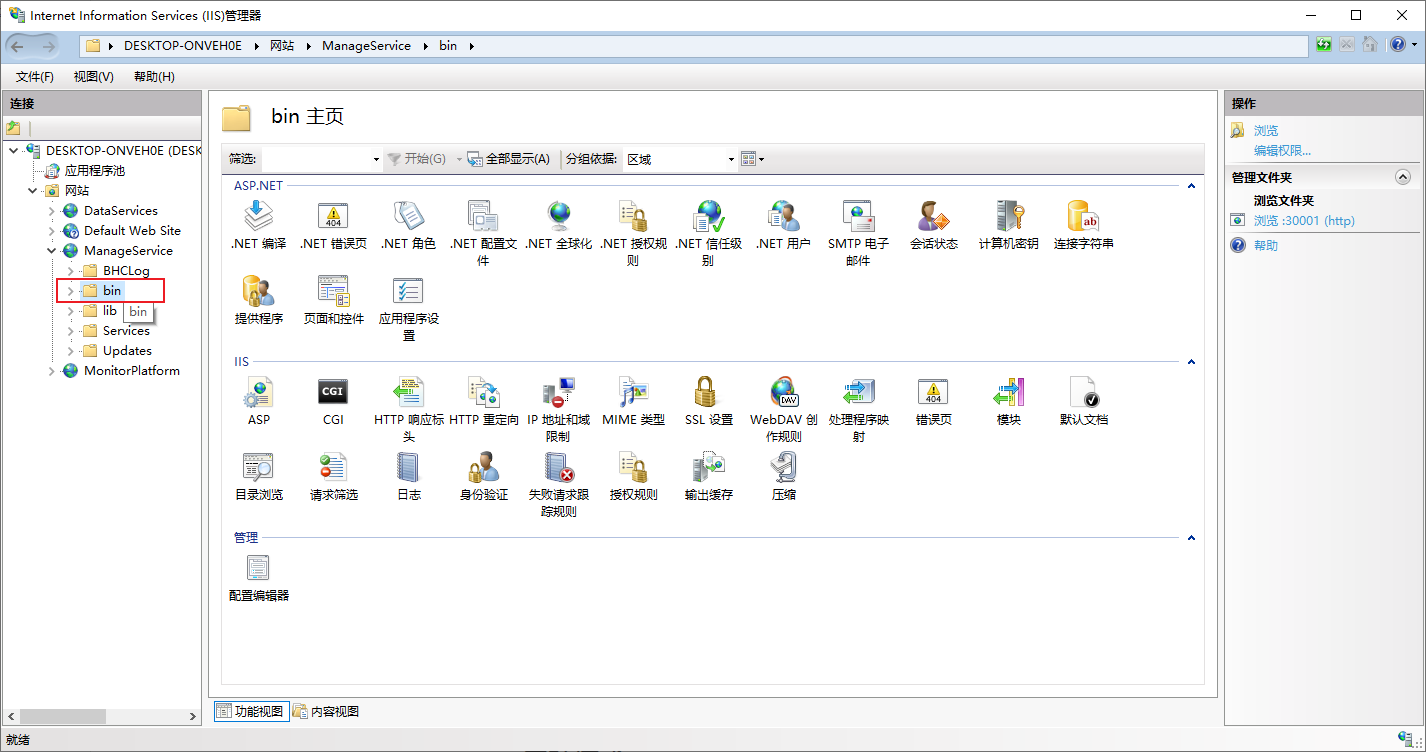 Internet Information Services (IIS)管理器
DESKTOP-ONVEH0E 网站 ManageService bin
文件(F) 视图(V) 帮助(H)
连接
DESKTOP-ONVEH0E (DESK
应用程序池
网站
DataServices
Default Web Site
ManageService
BHCLog
bin
lib
bin
Services
Updates
MonitorPlatform
bin 主页
筛选: 开始(G) 全部显示(A) 分组依据: 区域
ASP.NET
.NET 编译 .NET 错误页 .NET 角色 .NET 配置文 .NET 全球化 .NET 授权规 .NET 信任级 .NET 用户 SMTP 电子 会话状态 计算机密钥 连接字符串
件 则 别 邮件
提供程序 页面和控件 应用程序设
置
IIS
CGI 404 DAV 404
ASP CGI HTTP 响应标 HTTP 重定向 IP 地址和域 MIME 类型 SSL 设置 WebDAV 创 处理程序映 错误页 模块 默认文档
头 限制 作规则 射
目录浏览 请求筛选 日志 身份验证 失败请求跟 授权规则 输出缓存 压缩
踪规则
管理
配置编辑器
功能视图 内容视图
操作
浏览
编辑权限...
管理文件夹
浏览文件夹
浏览 :30001 (http)
帮助
就绪